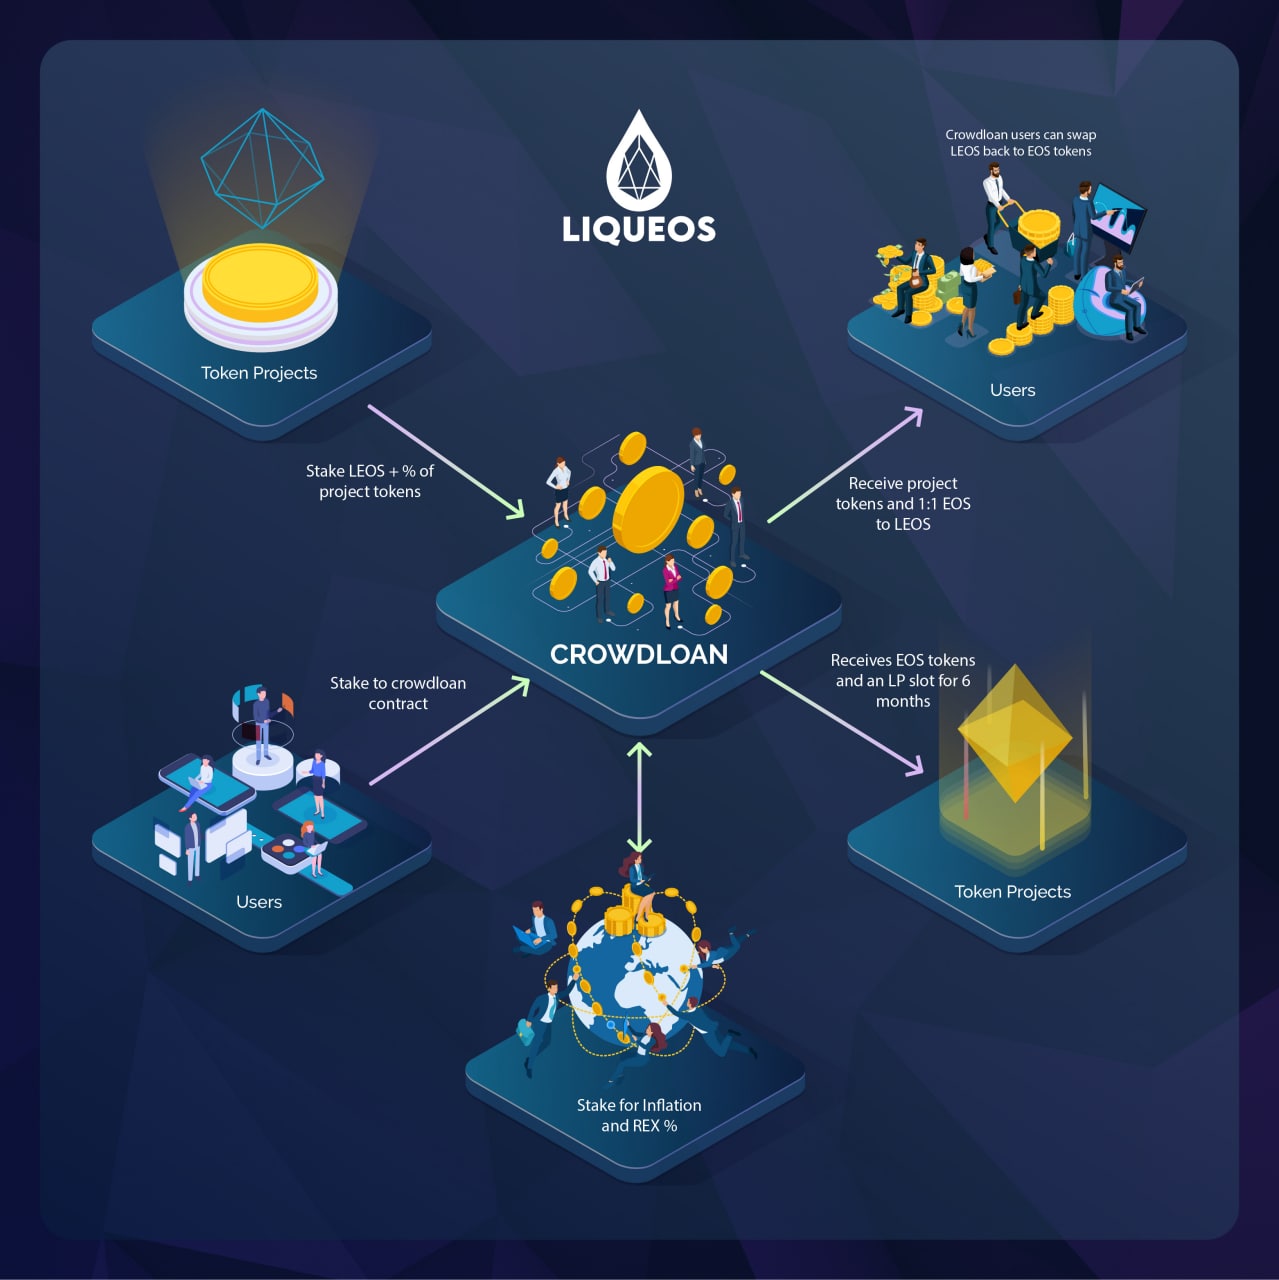 LIQUEOS
Crowdloan users can swap
LEOS back to EOS tokens
Token Projects
Users
Stake LEOS + % of
project tokens
Receive project
tokens and 1:1 EOS
to LEOS
CROWDLOAN
Stake to crowdloan
contract
Receives EOS tokens
and an LP slot for 6
months
Users
Token Projects
Stake for Inflation
and REX %